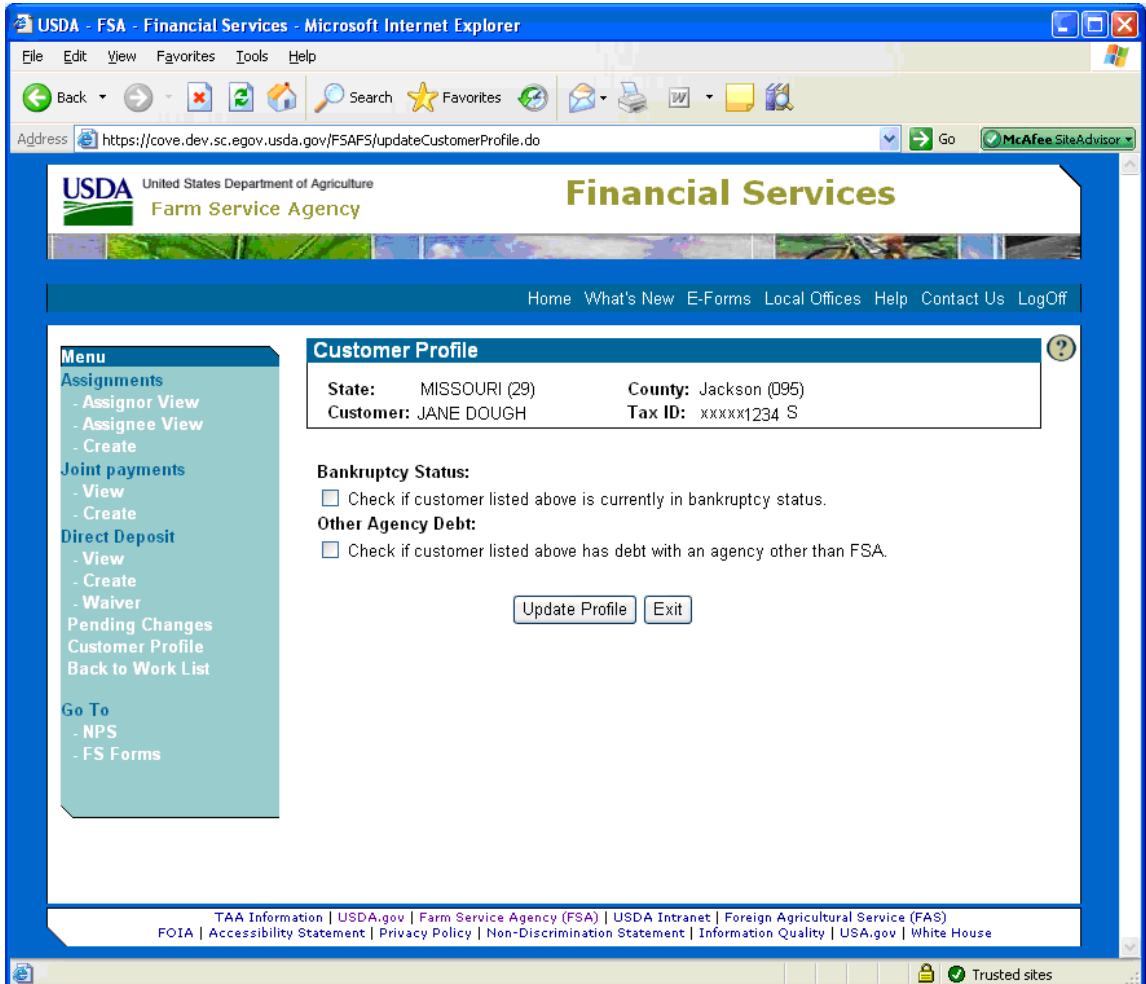 USDA - FSA - Financial Services - Microsoft Internet Explorer
File Edit View Favorites Tools Help
Back Search Favorites
Address https://cove.dev.sc.egov.usda.gov/FSAFS/updateCustomerProfile.do Go McAfee SiteAdvisor
USDA United States Department of Agriculture
Farm Service Agency
Financial Services
Home What's New E-Forms Local Offices Help Contact Us LogOff
Menu
Assignments
- Assignor View
- Assignee View
- Create
Joint payments
- View
- Create
Direct Deposit
- View
- Create
- Waiver
Pending Changes
Customer Profile
Back to Work List
Go To
- NPS
- FS Forms
Customer Profile ?
State: MISSOURI (29) County: Jackson (095)
Customer: JANE DOUGH Tax ID: xxxxx1234 S
Bankruptcy Status:
Check if customer listed above is currently in bankruptcy status.
Other Agency Debt:
Check if customer listed above has debt with an agency other than FSA.
Update Profile Exit
TAA Information | USDA.gov | Farm Service Agency (FSA) | USDA Intranet | Foreign Agricultural Service (FAS)
FOIA | Accessibility Statement | Privacy Policy | Non-Discrimination Statement | Information Quality | USA.gov | White House
Trusted sites